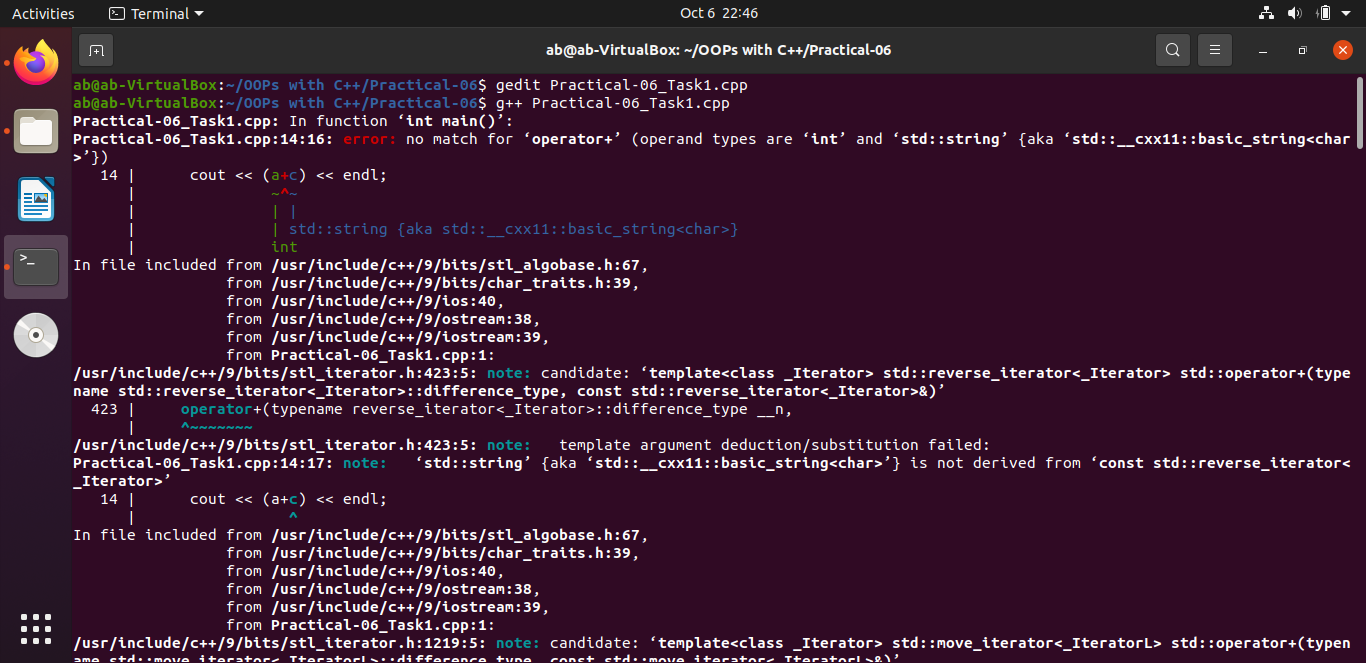 Activities
Terminal
Oct 6 22:46
ab@ab-VirtualBox: ~/OOPs with C++/Practical-06
ab@ab-VirtualBox:~/OOPs with C++/Practical-06$ gedit Practical-06_Task1.cpp
ab@ab-VirtualBox:~/OOPs with C++/Practical-06$ g++ Practical-06_Task1.cpp
Practical-06_Task1.cpp: In function ‘int main()’:
Practical-06_Task1.cpp:14:16: error: no match for ‘operator+’ (operand types are ‘int’ and ‘std::string’ {aka ‘std::__cxx11::basic_string<char
>’})
   14 |      cout << (a+c) << endl;
      |               ~^~
      |               | |
      |               | std::string {aka std::__cxx11::basic_string<char>}
      |               int
In file included from /usr/include/c++/9/bits/stl_algobase.h:67,
                 from /usr/include/c++/9/bits/char_traits.h:39,
                 from /usr/include/c++/9/ios:40,
                 from /usr/include/c++/9/ostream:38,
                 from /usr/include/c++/9/iostream:39,
                 from Practical-06_Task1.cpp:1:
/usr/include/c++/9/bits/stl_iterator.h:423:5: note: candidate: ‘template<class _Iterator> std::reverse_iterator<_Iterator> std::operator+(type
name std::reverse_iterator<_Iterator>::difference_type, const std::reverse_iterator<_Iterator>&)’
  423 |     operator+(typename reverse_iterator<_Iterator>::difference_type __n,
      |     ^~~~~~~~
/usr/include/c++/9/bits/stl_iterator.h:423:5: note:   template argument deduction/substitution failed:
Practical-06_Task1.cpp:14:17: note:   ‘std::string’ {aka ‘std::__cxx11::basic_string<char>’} is not derived from ‘const std::reverse_iterator<
_Iterator>’
   14 |      cout << (a+c) << endl;
      |                 ^
In file included from /usr/include/c++/9/bits/stl_algobase.h:67,
                 from /usr/include/c++/9/bits/char_traits.h:39,
                 from /usr/include/c++/9/ios:40,
                 from /usr/include/c++/9/ostream:38,
                 from /usr/include/c++/9/iostream:39,
                 from Practical-06_Task1.cpp:1:
/usr/include/c++/9/bits/stl_iterator.h:1219:5: note: candidate: ‘template<class _Iterator> std::move_iterator<_IteratorL> std::operator+(typen
ame std::move_iterator<_IteratorL>::difference_type, const std::move_iterator<_IteratorL>&)’